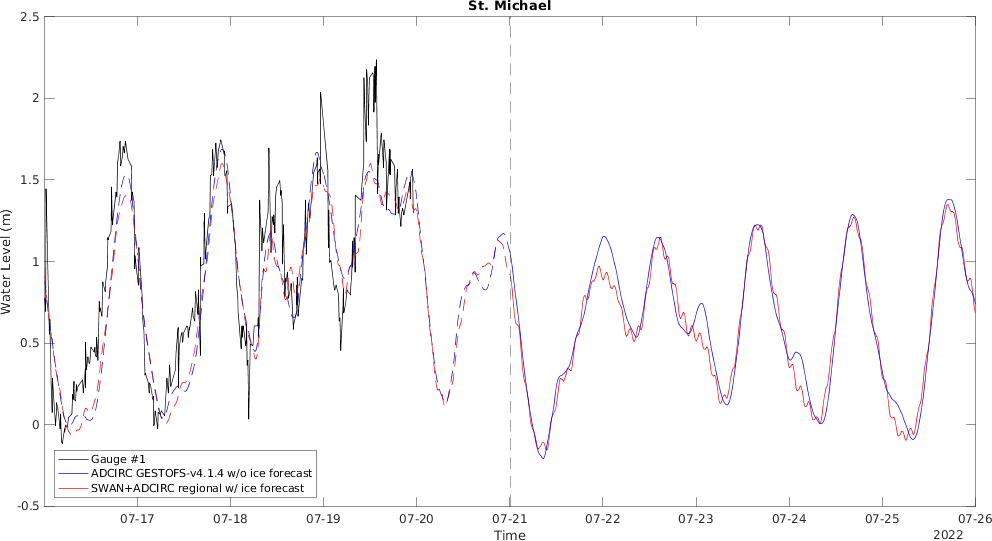 St. Michael
2.5
2
1.5
1
0.5
0
-0.5
Water Level (m)
Gauge #1
ADCIRC GESTOFS-v4.1.4 w/o ice forecast
SWAN+ADCIRC regional w/ ice forecast
07-17 07-18 07-19 07-20 07-21 07-22 07-23 07-24 07-25 07-26
Time
2022